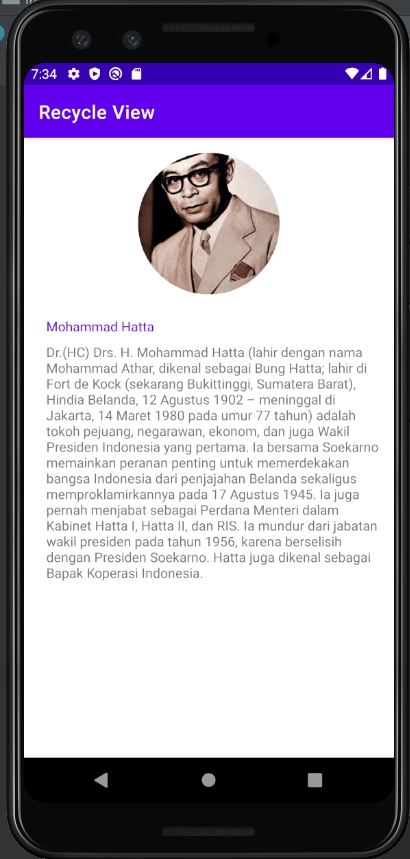 7:34
Recycle View
Mohammad Hatta
Dr.(HC) Drs. H. Mohammad Hatta (lahir dengan nama
Mohammad Athar, dikenal sebagai Bung Hatta; lahir di
Fort de Kock (sekarang Bukittinggi, Sumatera Barat),
Hindia Belanda, 12 Agustus 1902 – meninggal di
Jakarta, 14 Maret 1980 pada umur 77 tahun) adalah
tokoh pejuang, negarawan, ekonom, dan juga Wakil
Presiden Indonesia yang pertama. Ia bersama Soekarno
memainkan peranan penting untuk memerdekakan
bangsa Indonesia dari penjajahan Belanda sekaligus
memproklamirkannya pada 17 Agustus 1945. Ia juga
pernah menjabat sebagai Perdana Menteri dalam
Kabinet Hatta I, Hatta II, dan RIS. Ia mundur dari jabatan
wakil presiden pada tahun 1956, karena berselisih
dengan Presiden Soekarno. Hatta juga dikenal sebagai
Bapak Koperasi Indonesia.